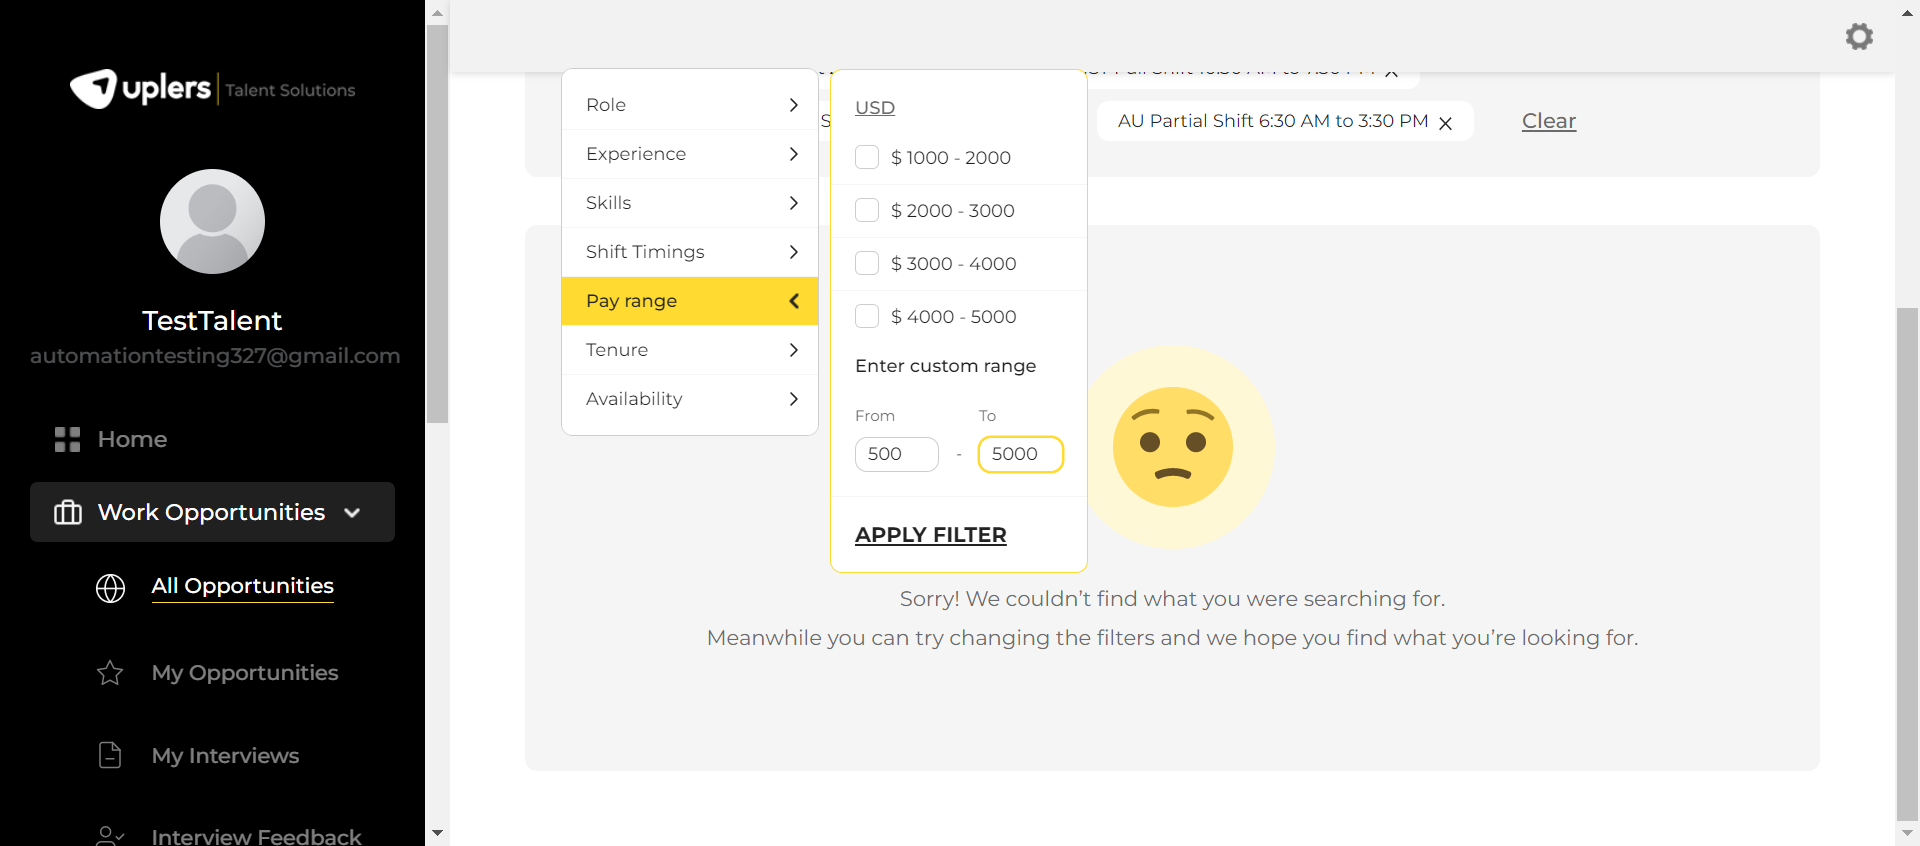 uplers Talent Solutions
TestTalent
automationtesting327@gmail.com
Home
Work Opportunities
All Opportunities
My Opportunities
My Interviews
Interview Feedback
Role
Experience
Skills
Shift Timings
Pay range
Tenure
Availability
USD
$ 1000 - 2000
$ 2000 - 3000
$ 3000 - 4000
$ 4000 - 5000
Enter custom range
From To
500 - 5000
APPLY FILTER
AU Partial Shift 6:30 AM to 3:30 PM
Clear
Sorry! We couldn’t find what you were searching for.
Meanwhile you can try changing the filters and we hope you find what you’re looking for.